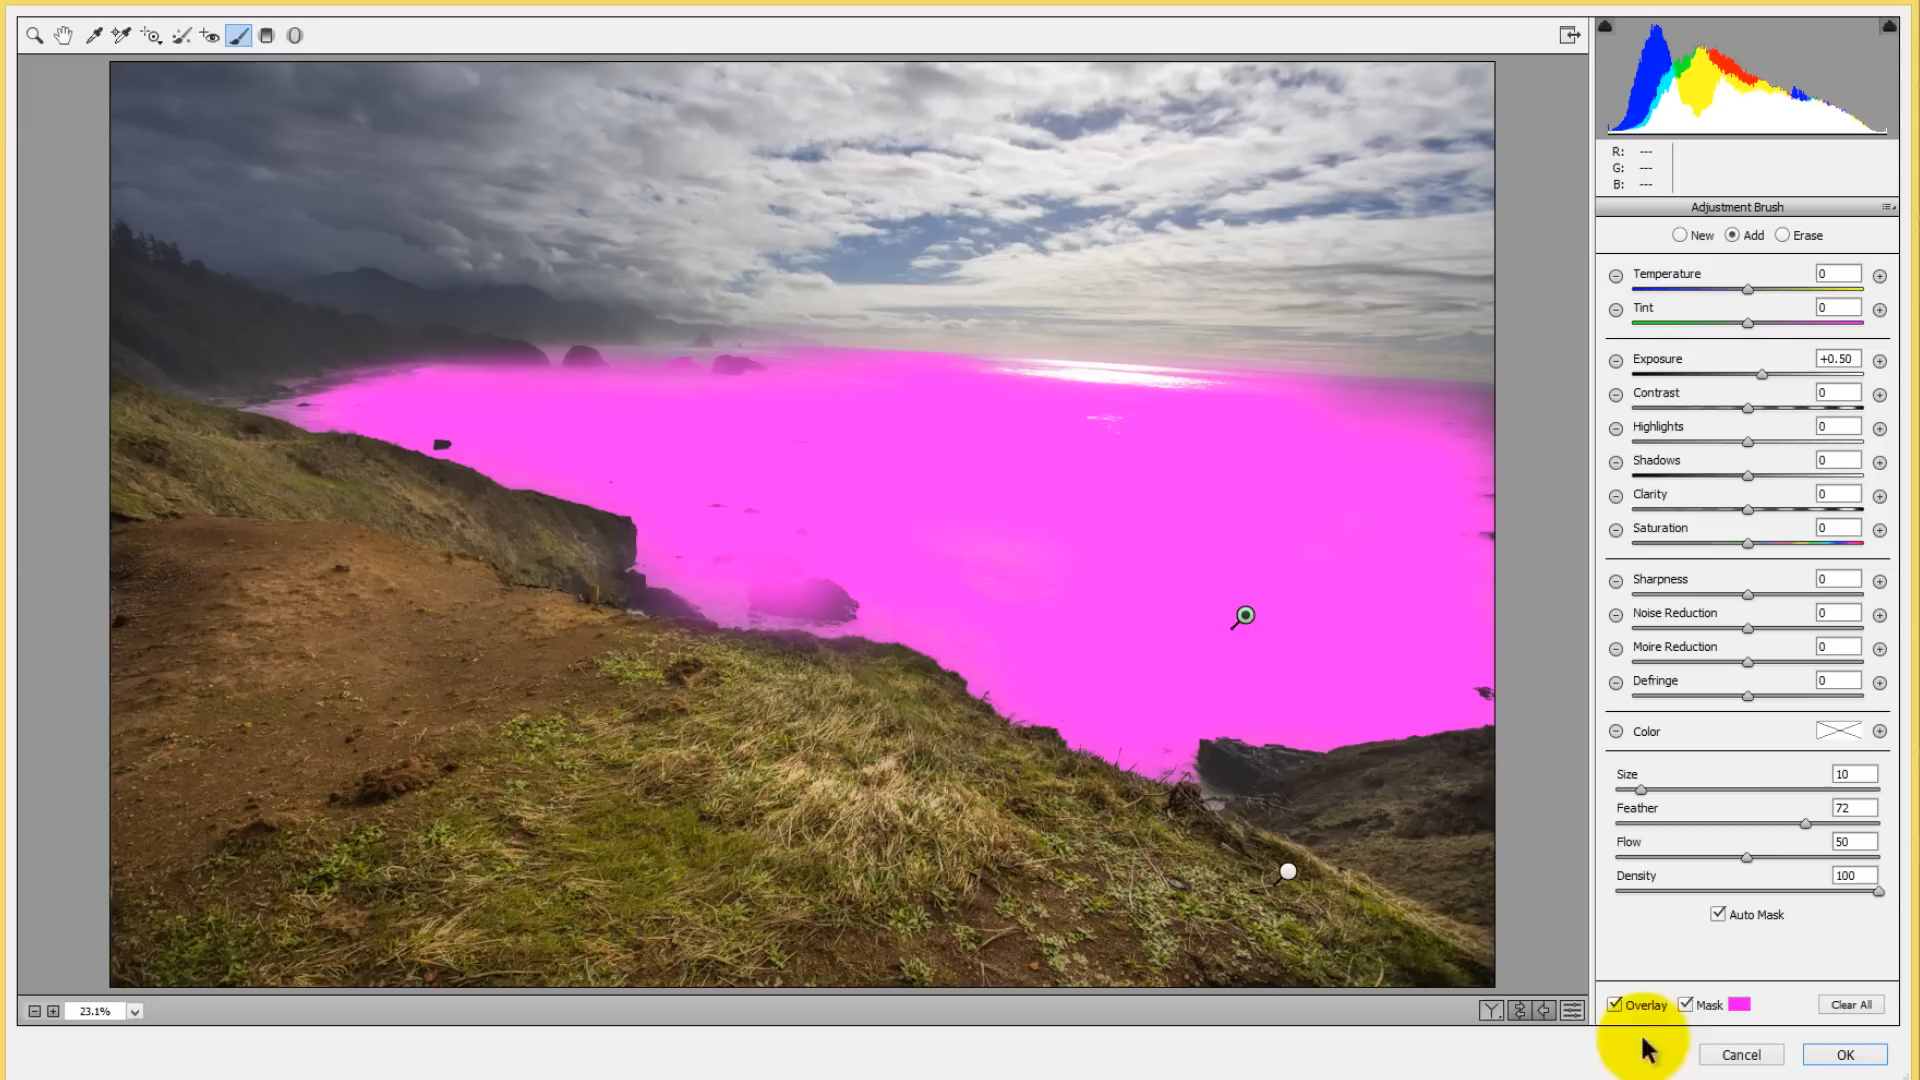 R: ---
G: ---
B: ---
Adjustment Brush
New Add Erase
Temperature 0
Tint 0
Exposure +0.50
Contrast 0
Highlights 0
Shadows 0
Clarity 0
Saturation 0
Sharpness 0
Noise Reduction 0
Moire Reduction 0
Defringe 0
Color
Size 10
Feather 72
Flow 50
Density 100
Auto Mask
Overlay Mask Clear All
23.1%
Cancel OK